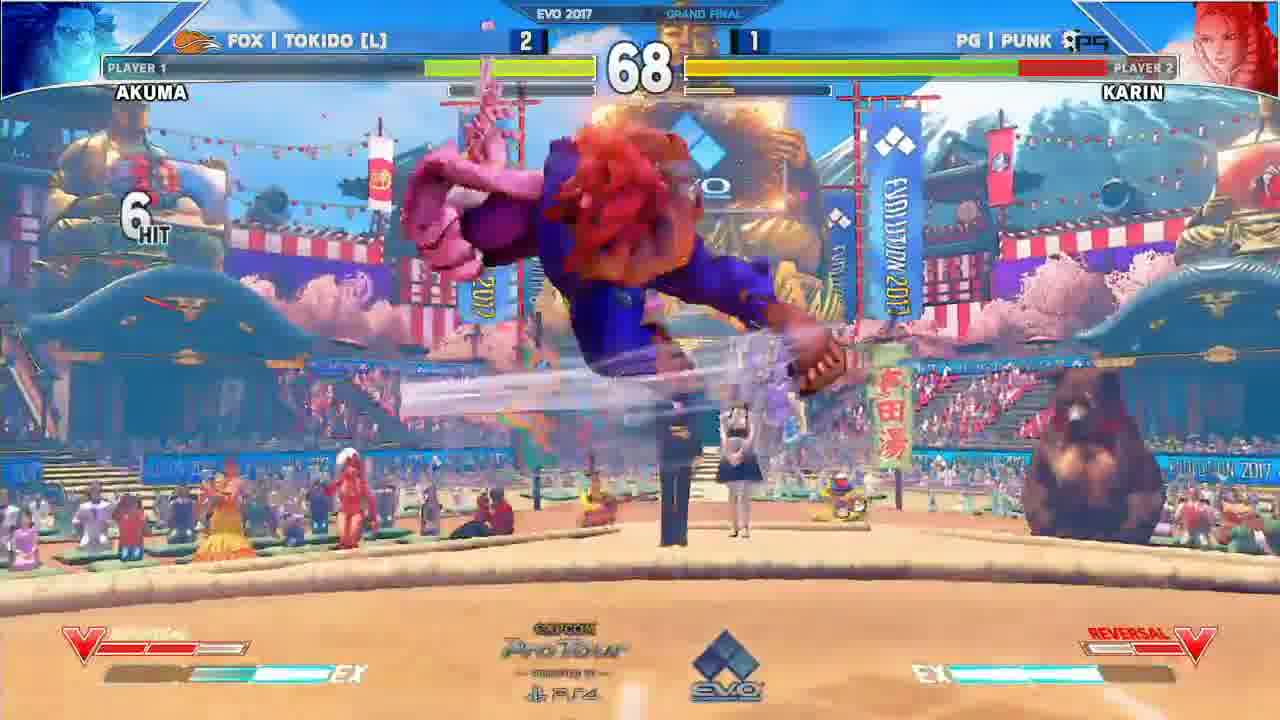 EVO 2017 GRAND FINAL
FOX | TOKIDO [L] 2 1 PG | PUNK
68
PLAYER 1 PLAYER 2
AKUMA KARIN
EVOLUTION 2017
6 HIT
2017
REVERSAL
EX EX
CAPCOM
Pro Tour
PS4
EVO